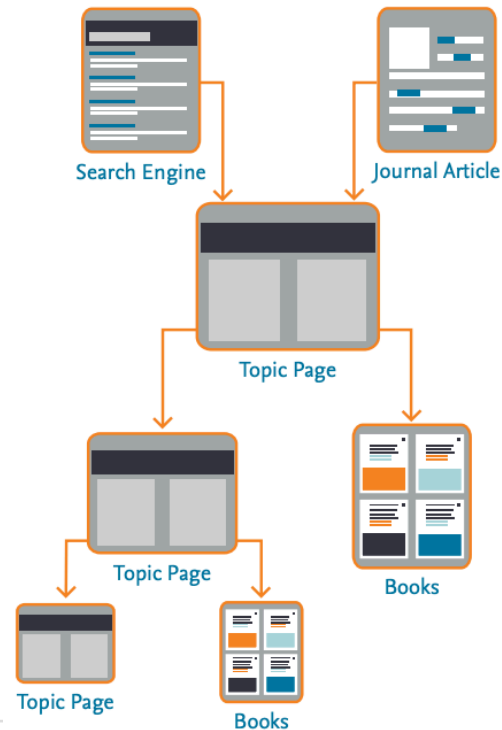 Search Engine
Journal Article
Topic Page
Topic Page
Books
Topic Page
Books